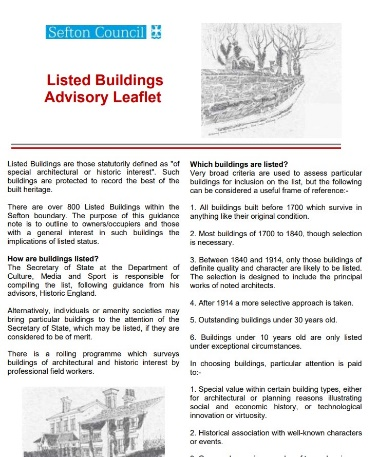 Sefton Council
Listed Buildings
Advisory Leaflet
Listed Buildings are those statutorily defined as "of
special architectural or historic interest". Such
buildings are protected to record the best of the
built heritage.
There are over 800 Listed Buildings within the
Sefton boundary. The purpose of this guidance
note is to outline to owners/occupiers and those
with a general interest in such buildings the
implications of listed status.
How are buildings listed?
The Secretary of State at the Department of
Culture, Media and Sport is responsible for
compiling the list, following guidance from his
advisors, Historic England.
Alternatively, individuals or amenity societies may
bring particular buildings to the attention of the
Secretary of State, which may be listed, if they are
considered to be of merit.
There is a rolling programme which surveys
buildings of architectural and historic interest by
professional field workers.
Which buildings are listed?
Very broad criteria are used to assess particular
buildings for inclusion on the list, but the following
can be considered a useful frame of reference:-
1. All buildings built before 1700 which survive in
anything like their original condition.
2. Most buildings of 1700 to 1840, though selection
is necessary.
3. Between 1840 and 1914, only those buildings of
definite quality and character are likely to be listed.
The selection is designed to include the principal
works of noted architects.
4. After 1914 a more selective approach is taken.
5. Outstanding buildings under 30 years old.
6. Buildings under 10 years old are only listed
under exceptional circumstances.
In choosing buildings, particular attention is paid
to:-
1. Special value within certain building types, either
for architectural or planning reasons illustrating
social and economic history, or technological
innovation or virtuosity.
2. Historical association with well-known characters
or events.